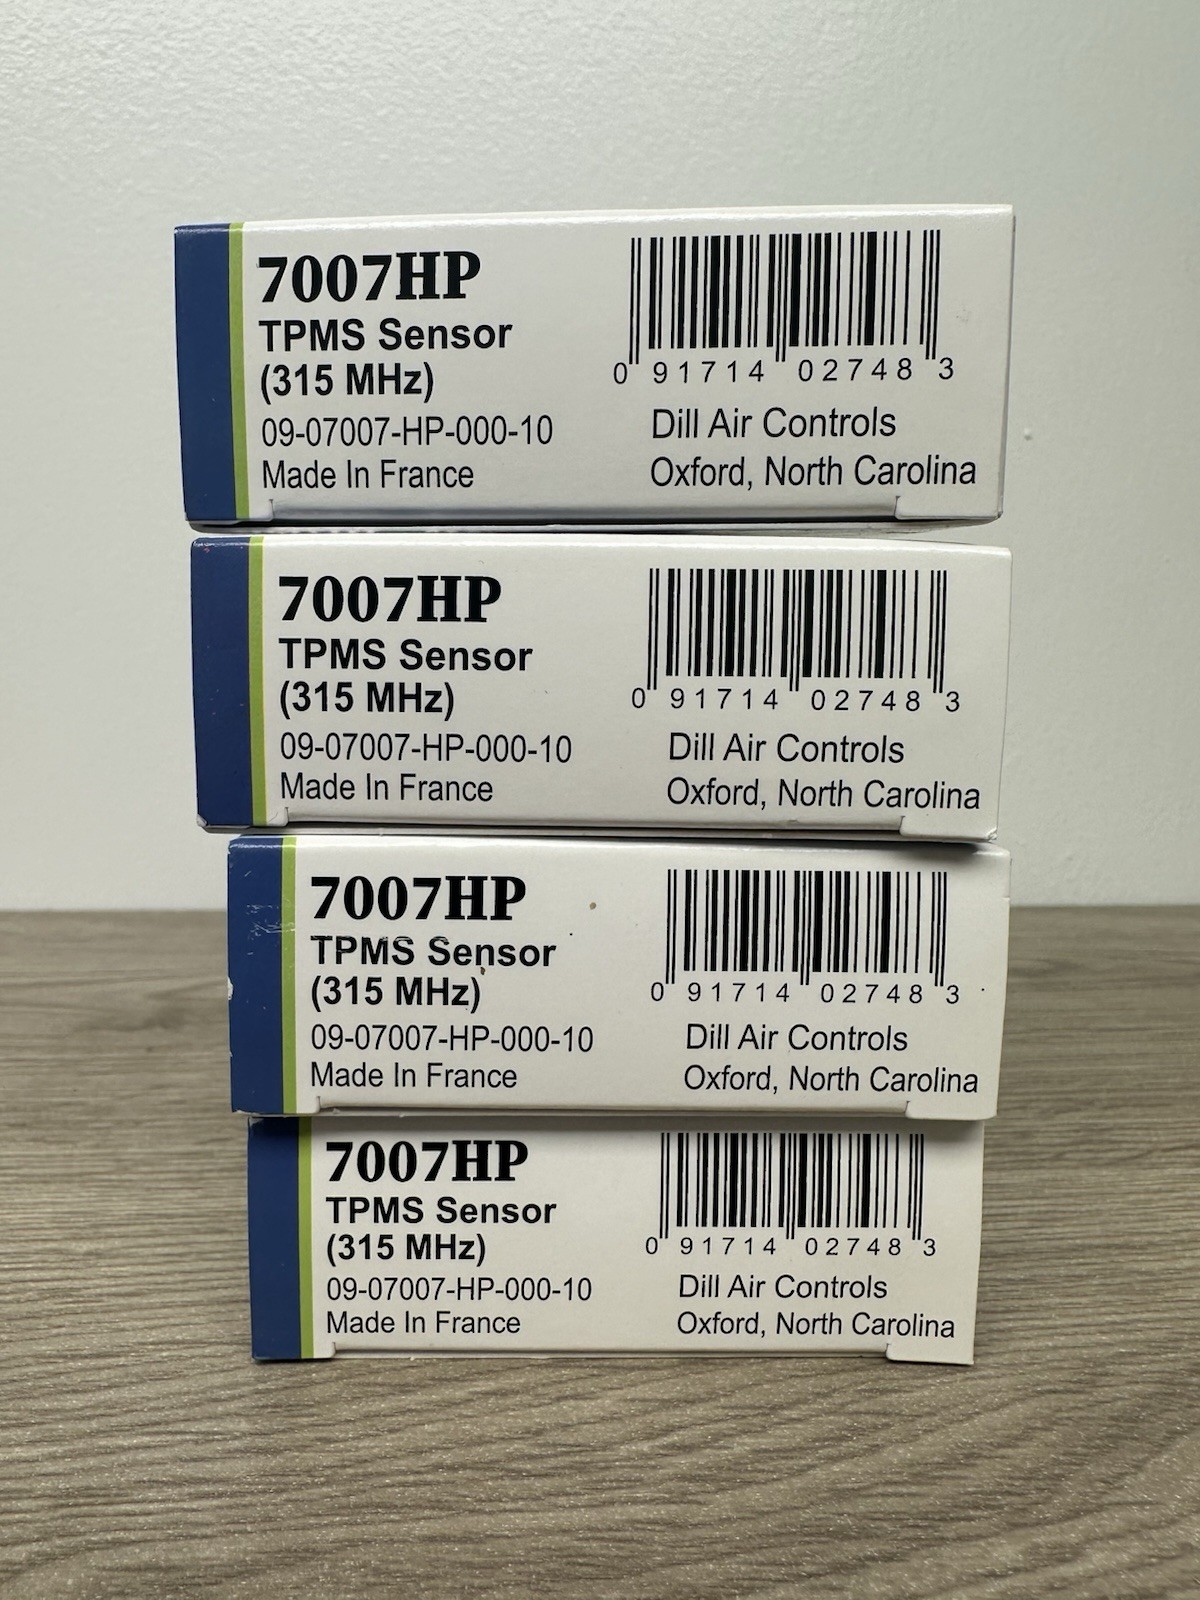 7007HP
TPMS Sensor
(315 MHz)
09-07007-HP-000-10
Made In France
0 91714 02748 3
Dill Air Controls
Oxford, North Carolina
7007HP
TPMS Sensor
(315 MHz)
09-07007-HP-000-10
Made In France
0 91714 02748 3
Dill Air Controls
Oxford, North Carolina
7007HP
TPMS Sensor
(315 MHz)
09-07007-HP-000-10
Made In France
0 91714 02748 3
Dill Air Controls
Oxford, North Carolina
7007HP
TPMS Sensor
(315 MHz)
09-07007-HP-000-10
Made In France
0 91714 02748 3
Dill Air Controls
Oxford, North Carolina